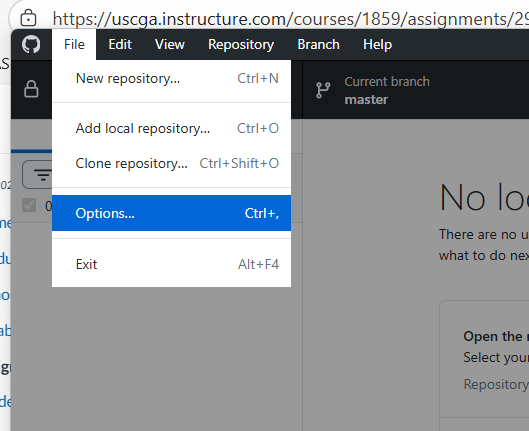 https://uscga.instructure.com/courses/1859/assignments/29
File Edit View Repository Branch Help
New repository... Ctrl+N
Add local repository... Ctrl+O
Clone repository... Ctrl+Shift+O
Options... Ctrl+,
Exit Alt+F4
Current branch
master
0
No lo
There are no u
what to do nex
Open the r
Select your
Repository